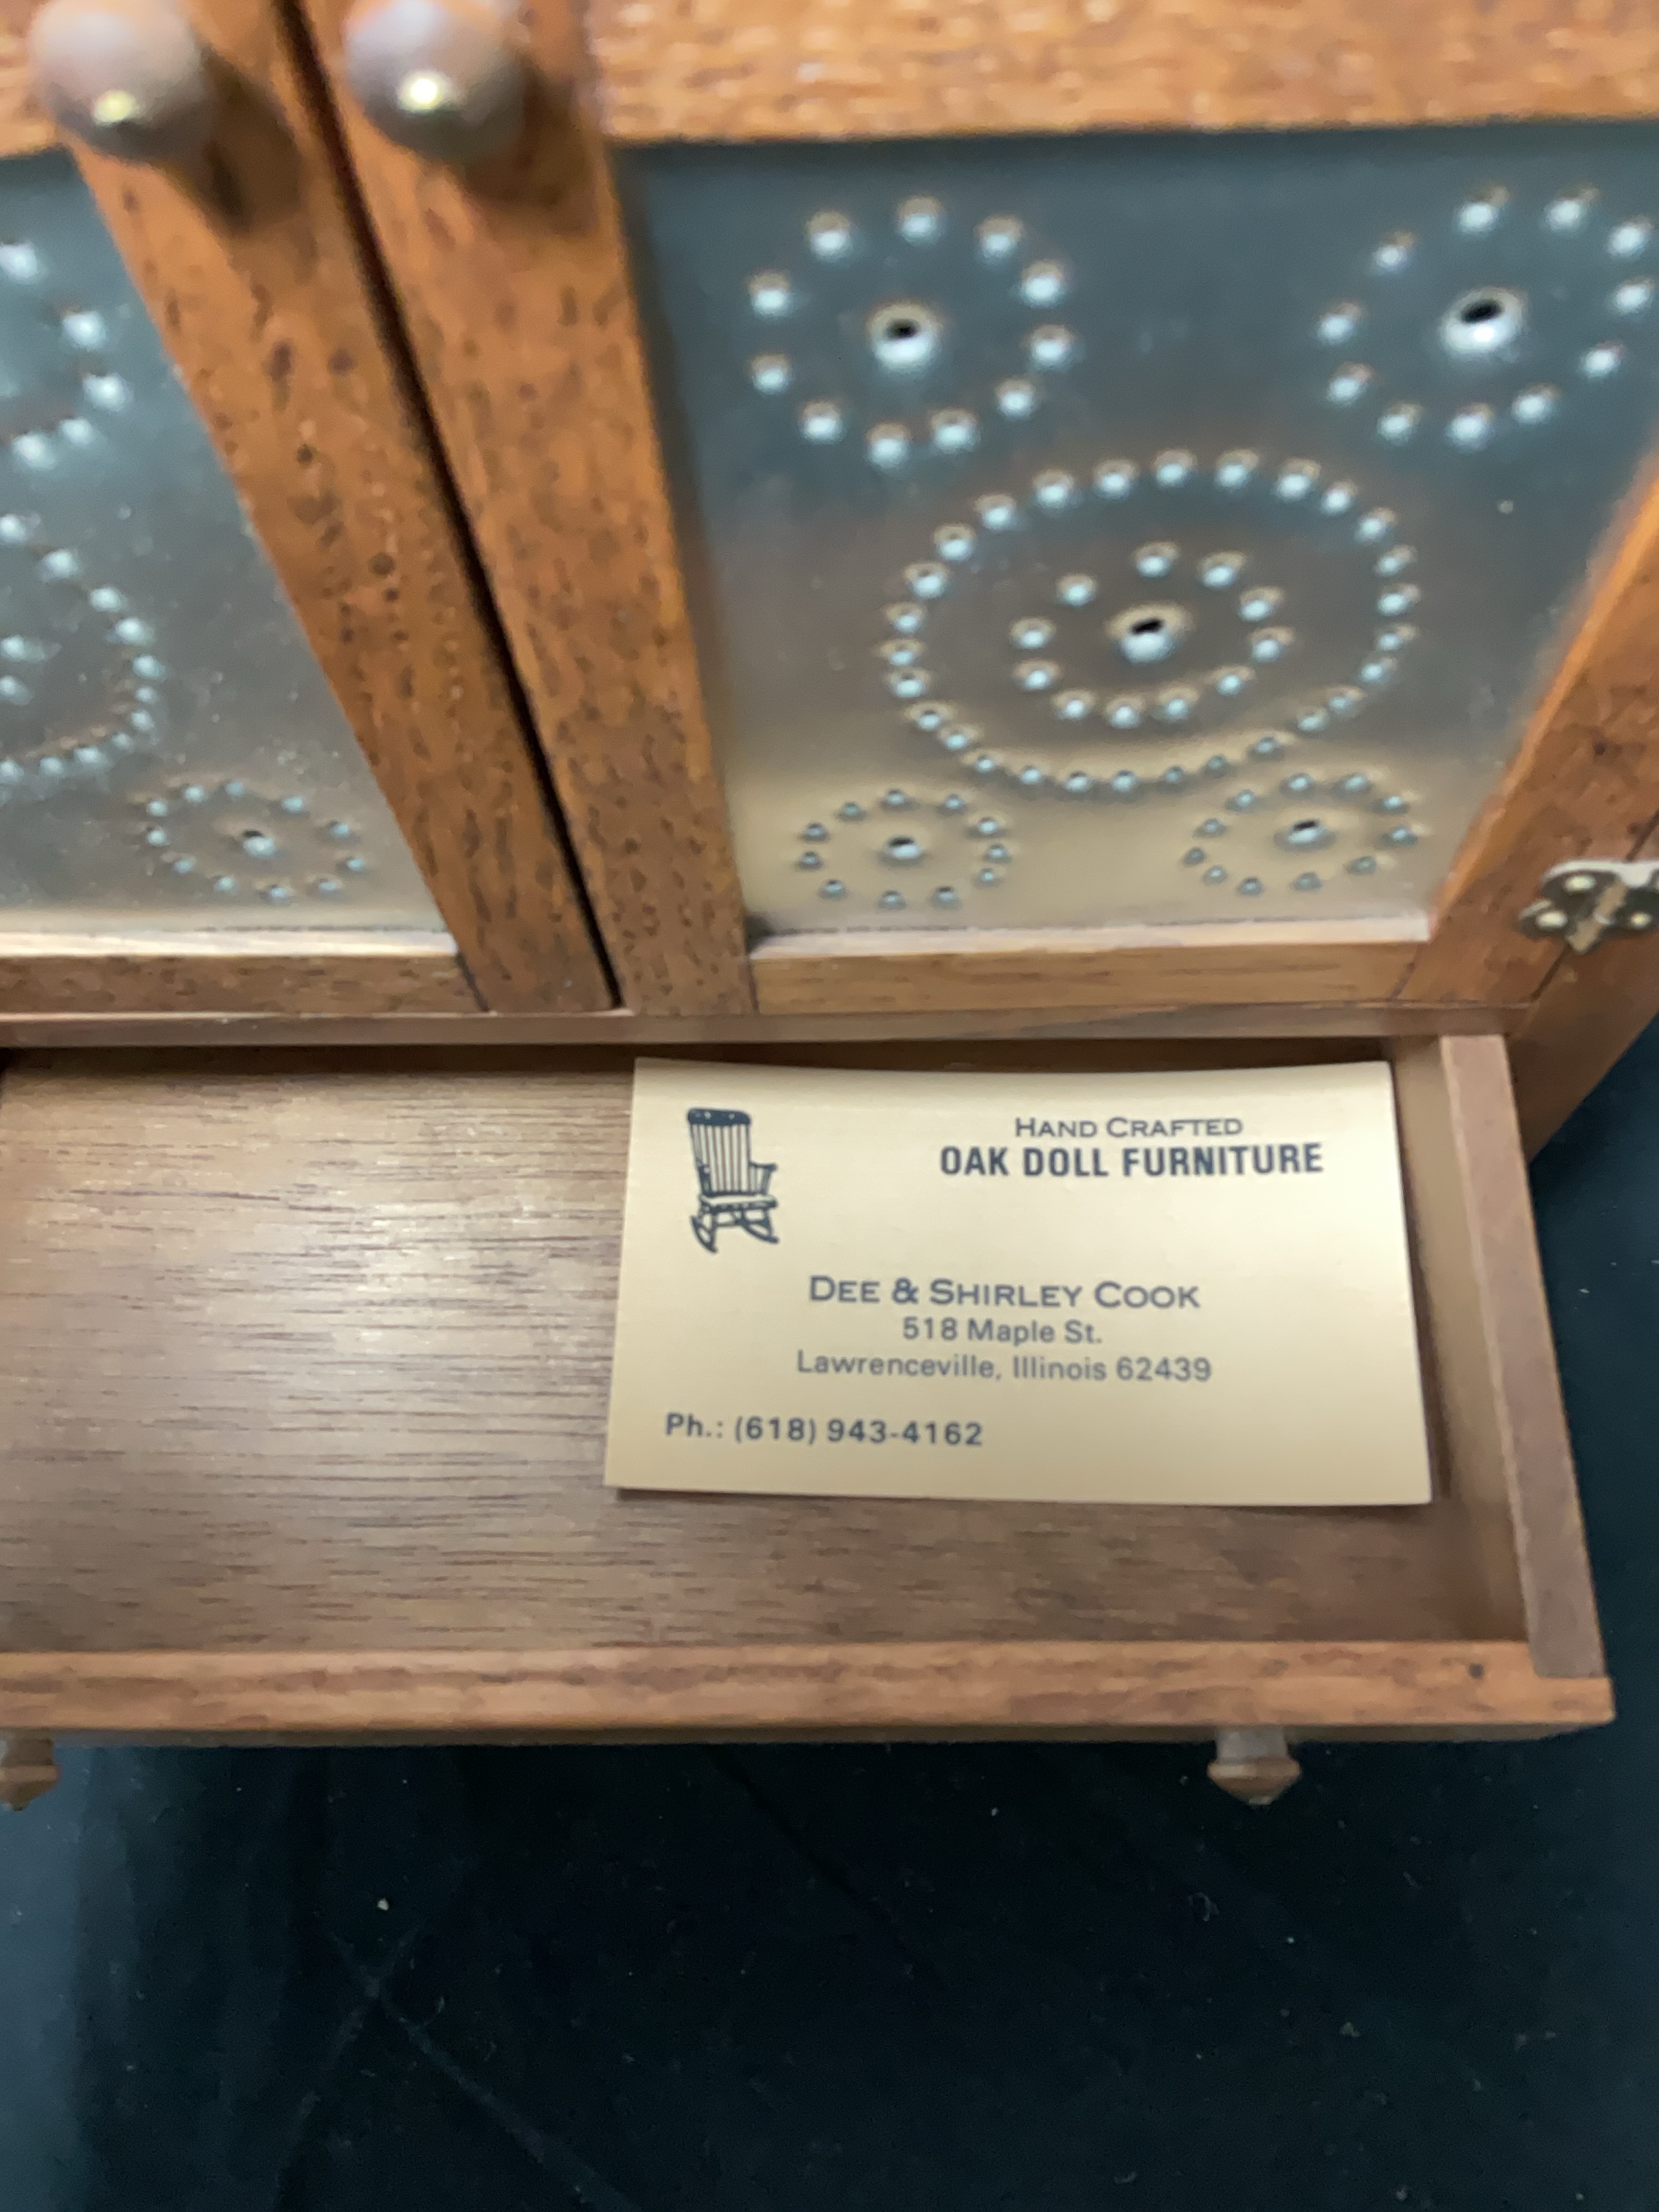 HAND CRAFTED
OAK DOLL FURNITURE
DEE & SHIRLEY COOK
518 Maple St.
Lawrenceville, Illinois 62439
Ph.: (618) 943-4162